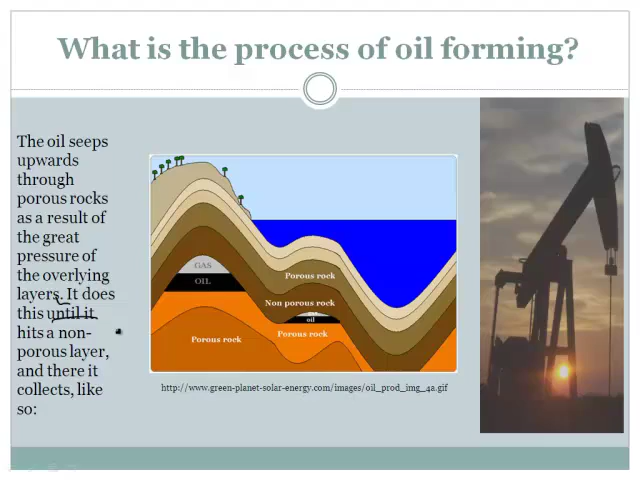 What is the process of oil forming?
The oil seeps
upwards
through
porous rocks
as a result of
the great
pressure of
the overlying
layers. It does
this until it
hits a non-
porous layer,
and there it
collects, like
so:
GAS
OIL
Porous rock
Non porous rock
oil
Porous rock
Porous rock
http://www.green-planet-solar-energy.com/images/oil_prod_img_4a.gif